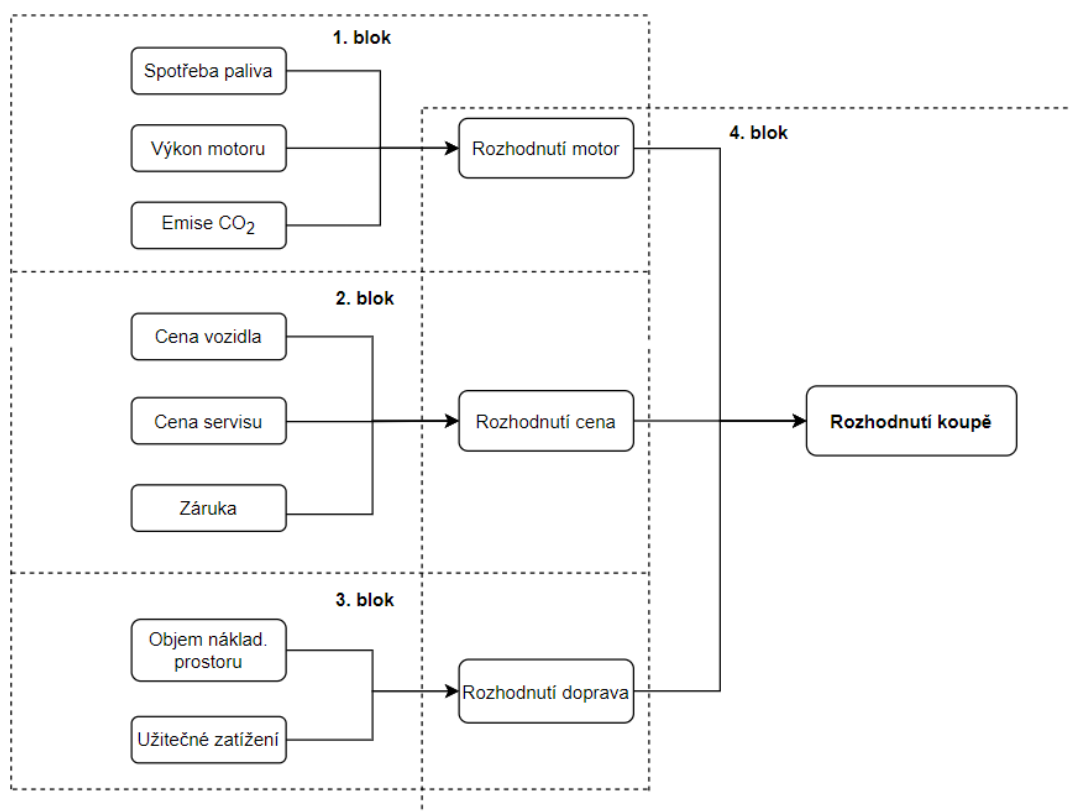 1. blok
Spotřeba paliva
Výkon motoru
Emise CO₂
Rozhodnutí motor
4. blok
2. blok
Cena vozidla
Cena servisu
Záruka
Rozhodnutí cena
Rozhodnutí koupě
3. blok
Objem náklad.
prostoru
Užitečné zatížení
Rozhodnutí doprava